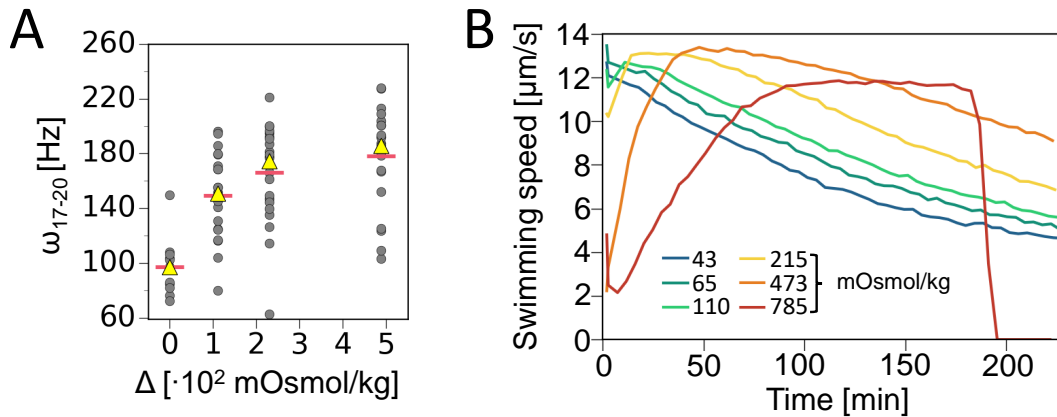 A
260
220
180
140
100
60
ω17-20 [Hz]
0 1 2 3 4 5
Δ [·10² mOsmol/kg]
B
14
12
10
8
6
4
2
0
Swimming speed [µm/s]
43 215
65 473 mOsmol/kg
110 785
0 50 100 150 200
Time [min]